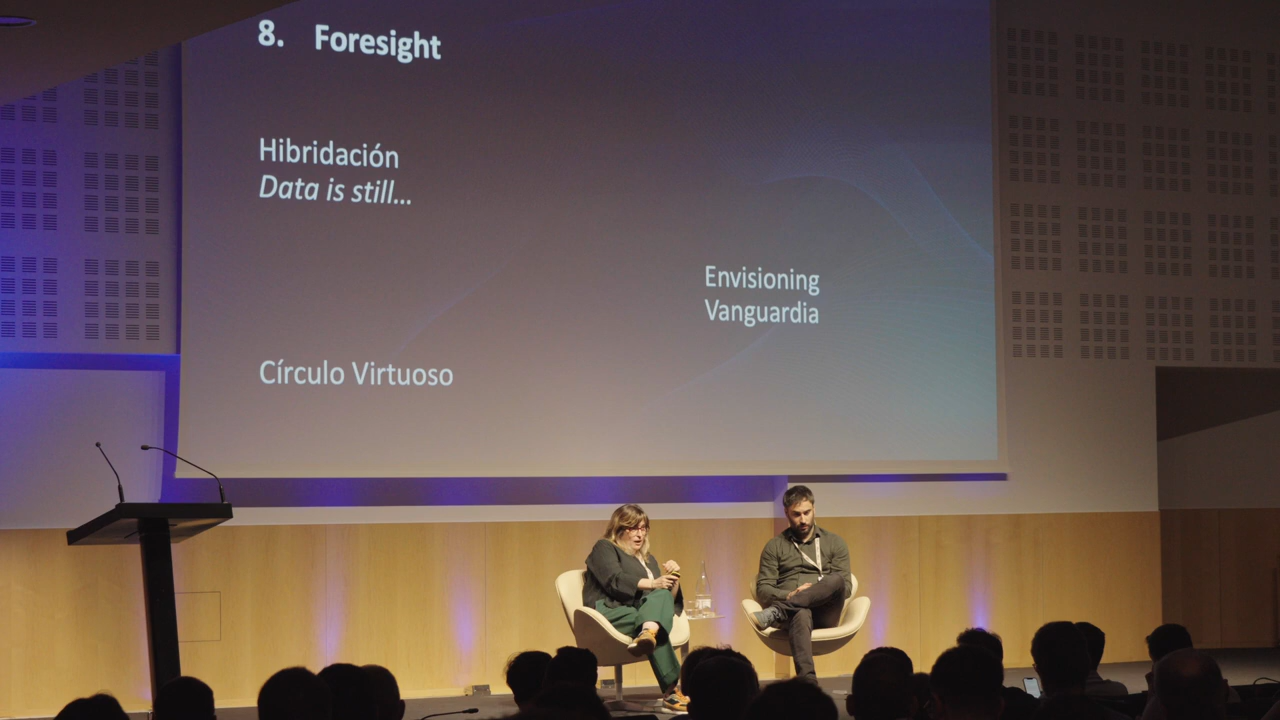 8. Foresight
Hibridación
Data is still...
Envisioning
Vanguardia
Círculo Virtuoso